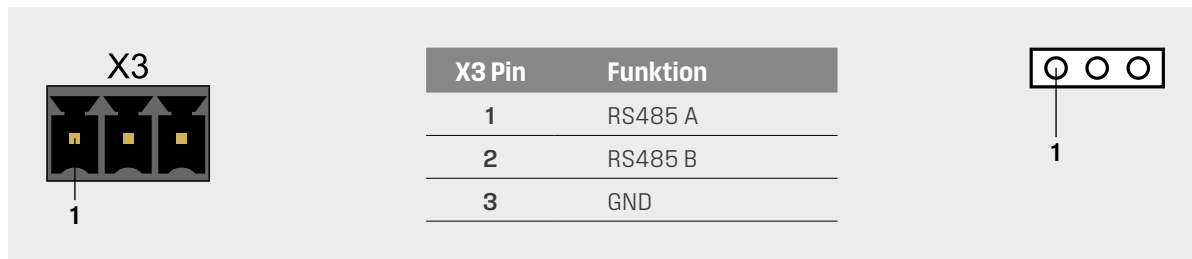 X3
1
X3 Pin Funktion
1 RS485 A
2 RS485 B
3 GND
1